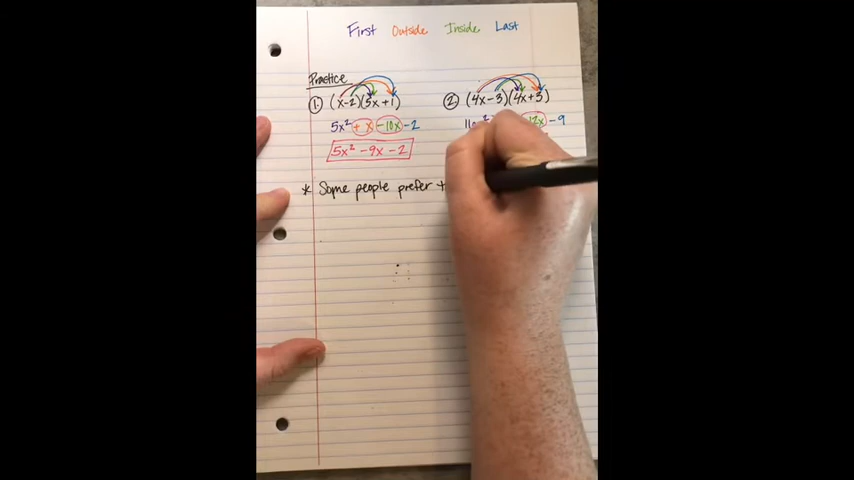 First Outside Inside Last
Practice
1. (x-2)(5x+1) 2. (4x-3)(4x+3)
5x² + x -10x -2 12x -9
5x² -9x -2
* Some people prefer